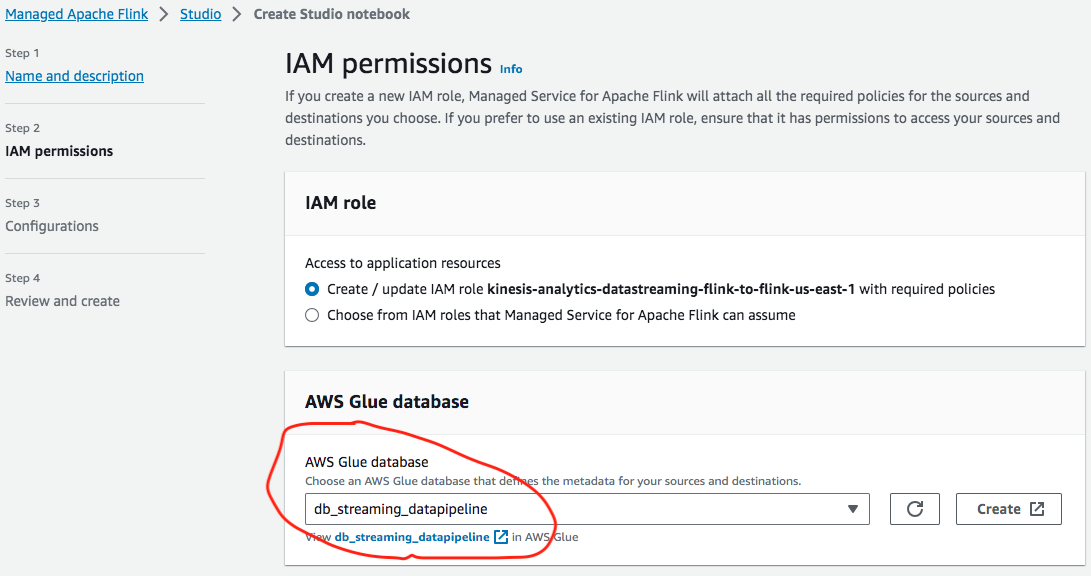 Managed Apache Flink > Studio > Create Studio notebook
Step 1
Name and description
Step 2
IAM permissions
Step 3
Configurations
Step 4
Review and create
IAM permissions Info
If you create a new IAM role, Managed Service for Apache Flink will attach all the required policies for the sources and
destinations you choose. If you prefer to use an existing IAM role, ensure that it has permissions to access your sources and
destinations.
IAM role
Access to application resources
Create / update IAM role kinesis-analytics-datastreaming-flink-to-flink-us-east-1 with required policies
Choose from IAM roles that Managed Service for Apache Flink can assume
AWS Glue database
AWS Glue database
Choose an AWS Glue database that defines the metadata for your sources and destinations.
db_streaming_datapipeline
Create
View db_streaming_datapipeline in AWS Glue